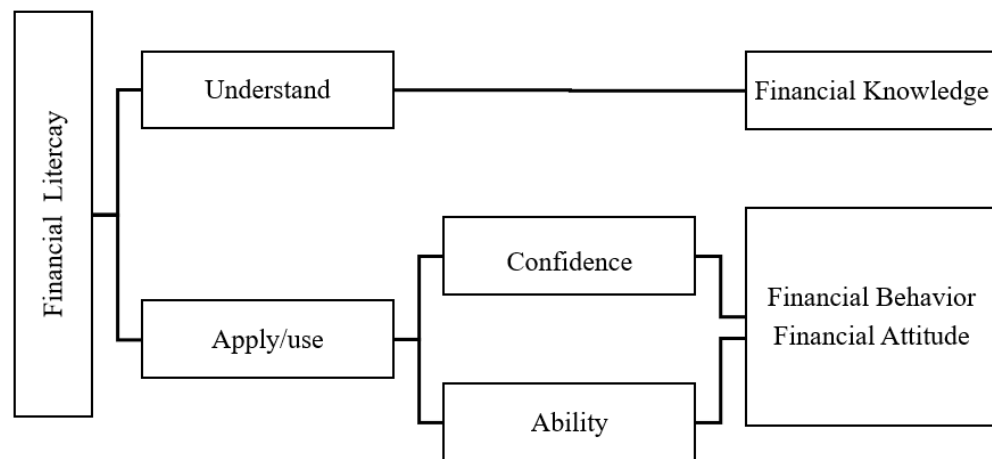 Financial Litercay
Understand
Financial Knowledge
Apply/use
Confidence
Ability
Financial Behavior
Financial Attitude